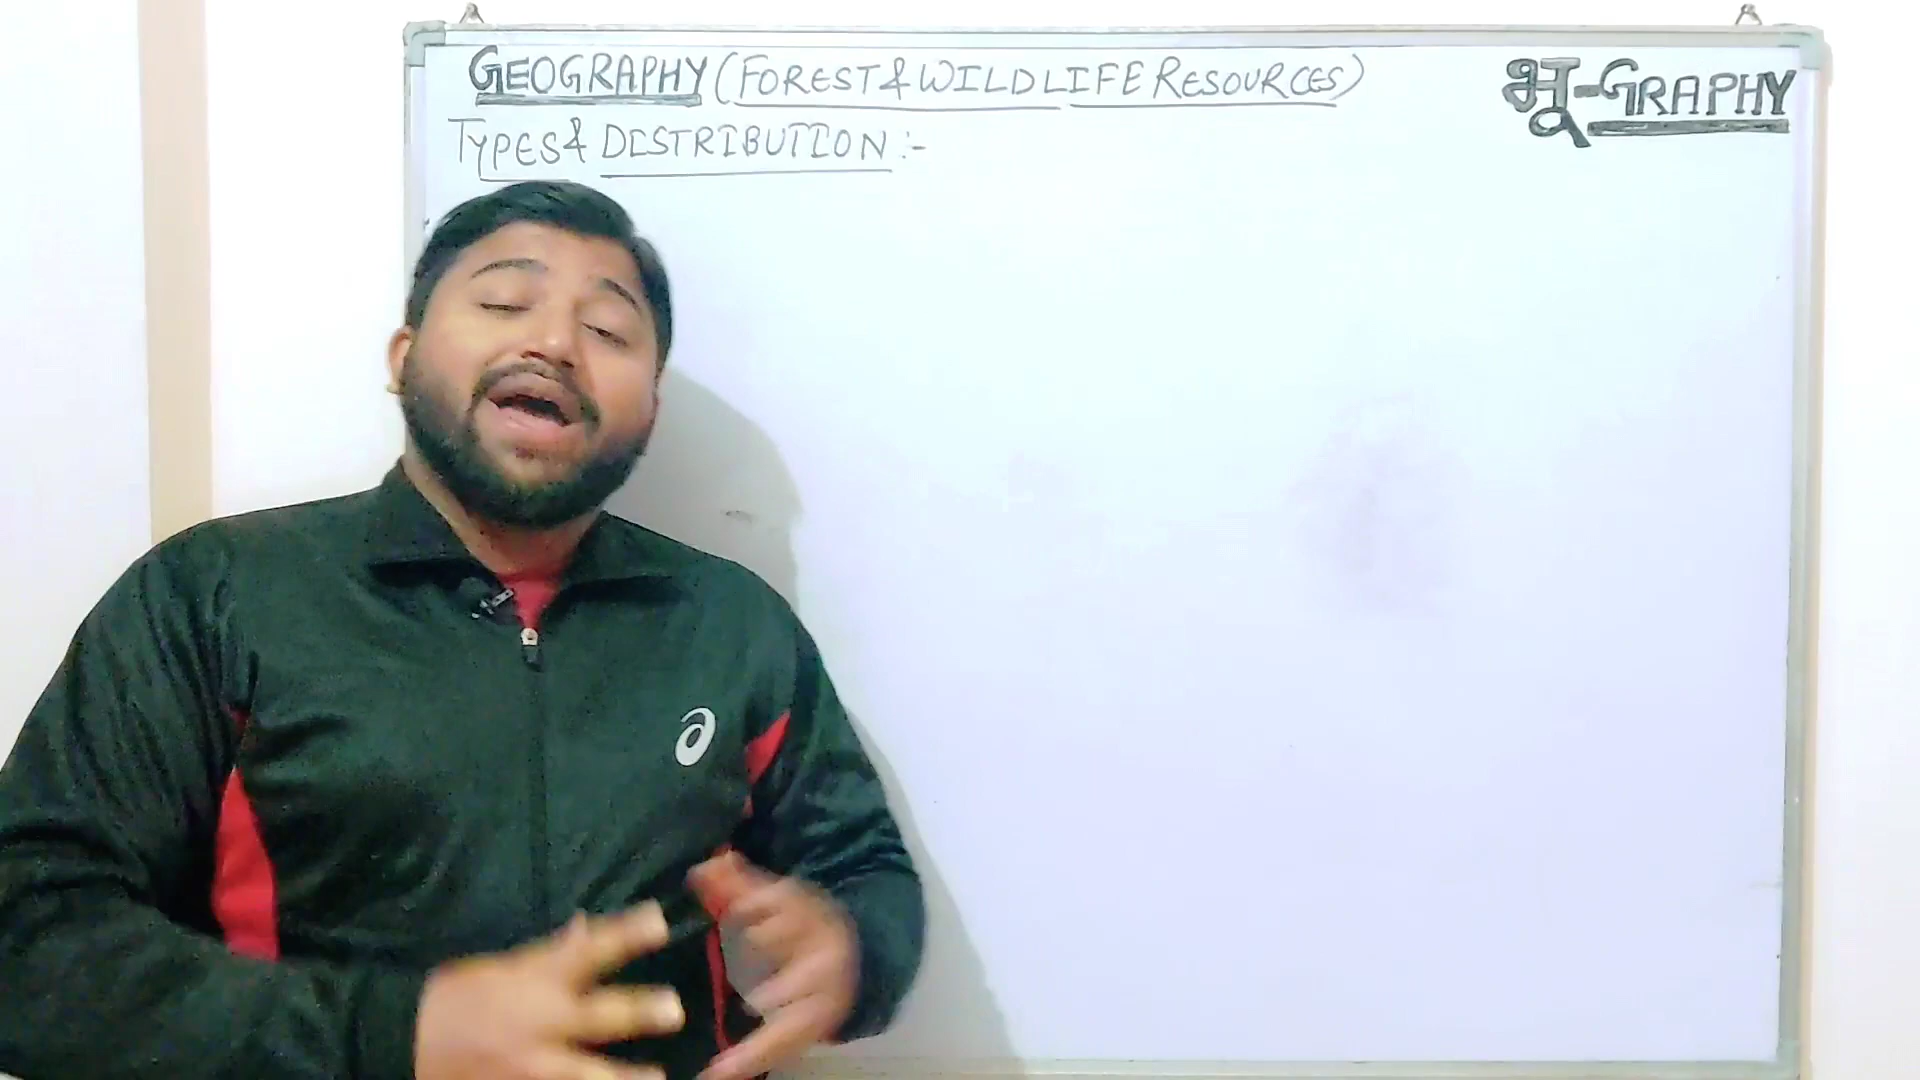 GEOGRAPHY (FOREST & WILDLIFE RESOURCES)
भू-GRAPHY
TYPES & DISTRIBUTION :-